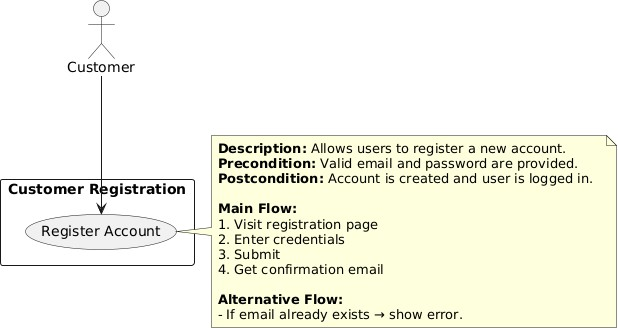 Customer
Customer Registration
Register Account
Description: Allows users to register a new account.
Precondition: Valid email and password are provided.
Postcondition: Account is created and user is logged in.
Main Flow:
1. Visit registration page
2. Enter credentials
3. Submit
4. Get confirmation email
Alternative Flow:
- If email already exists → show error.